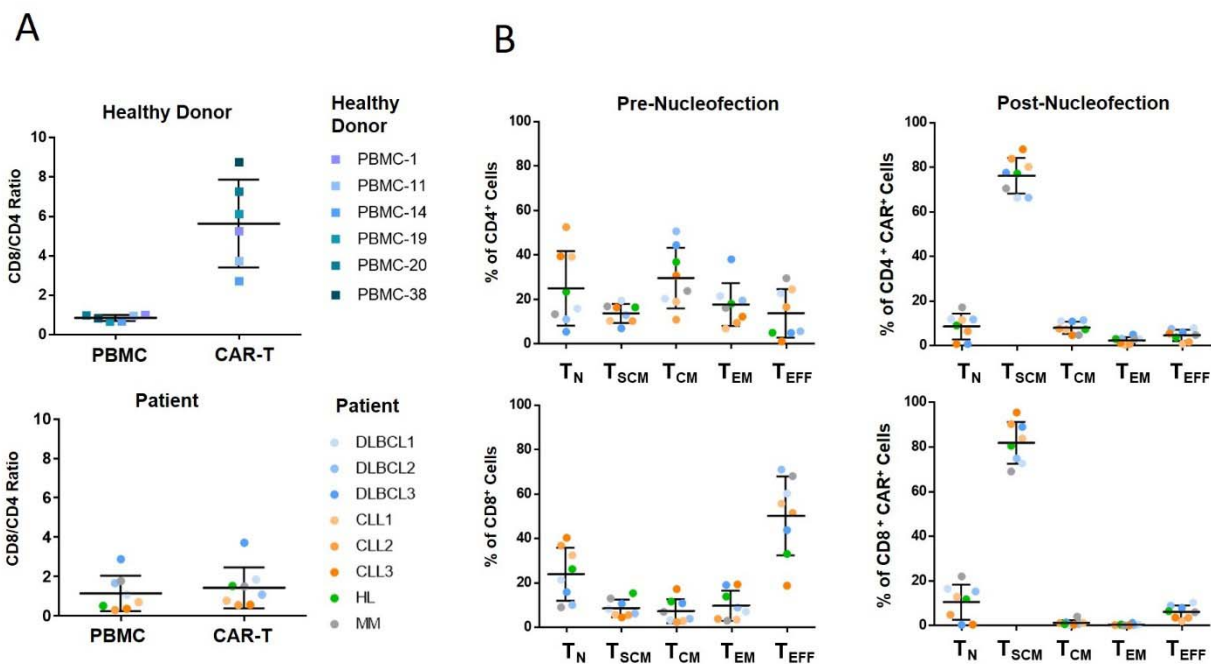 A
B
Healthy Donor
CD8/CD4 Ratio
10
8
6
4
2
0
PBMC
CAR-T
Healthy
Donor
PBMC-1
PBMC-11
PBMC-14
PBMC-19
PBMC-20
PBMC-38
Patient
CD8/CD4 Ratio
10
8
6
4
2
0
PBMC
CAR-T
Patient
DLBCL1
DLBCL2
DLBCL3
CLL1
CLL2
CLL3
HL
MM
Pre-Nucleofection
% of CD4+ Cells
100
80
60
40
20
0
TN TSCM TCM TEM TEFF
Post-Nucleofection
% of CD4+ CAR+ Cells
100
80
60
40
20
0
TN TSCM TCM TEM TEFF
% of CD8+ Cells
100
80
60
40
20
0
TN TSCM TCM TEM TEFF
% of CD8+ CAR+ Cells
100
80
60
40
20
0
TN TSCM TCM TEM TEFF